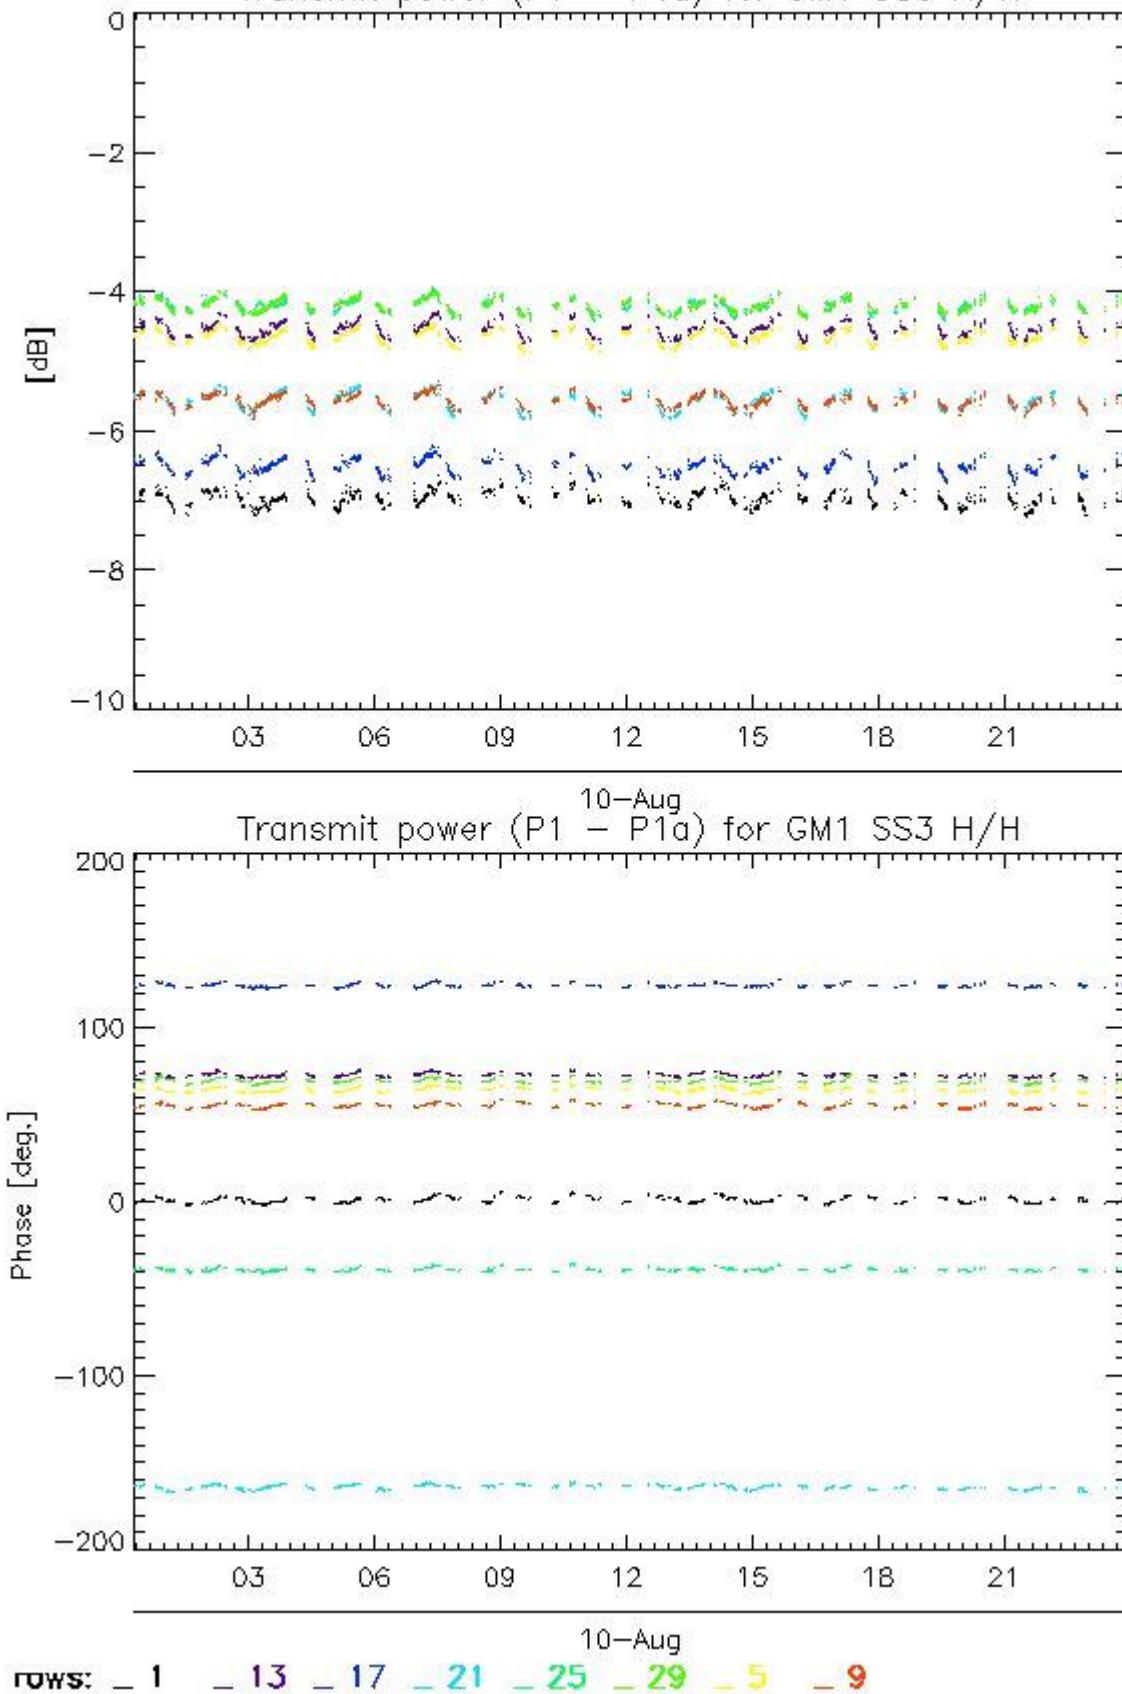 0
−2
−4
[dB]
−6
−8
−10
03 06 09 12 15 18 21
10−Aug
Transmit power (P1 − P1a) for GM1 SS3 H/H
200
100
Phase [deg.]
0
−100
−200
03 06 09 12 15 18 21
10−Aug
rows: _ 1 _ 13 _ 17 _ 21 _ 25 _ 29 _ 5 _ 9